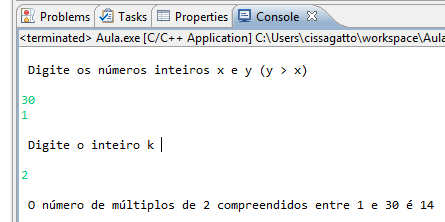 Problems Tasks Properties Console
<terminated> Aula.exe [C/C++ Application] C:\Users\cissagatto\workspace\Aula
Digite os números inteiros x e y (y > x)
30
1
Digite o inteiro k
2
O número de múltiplos de 2 compreendidos entre 1 e 30 é 14